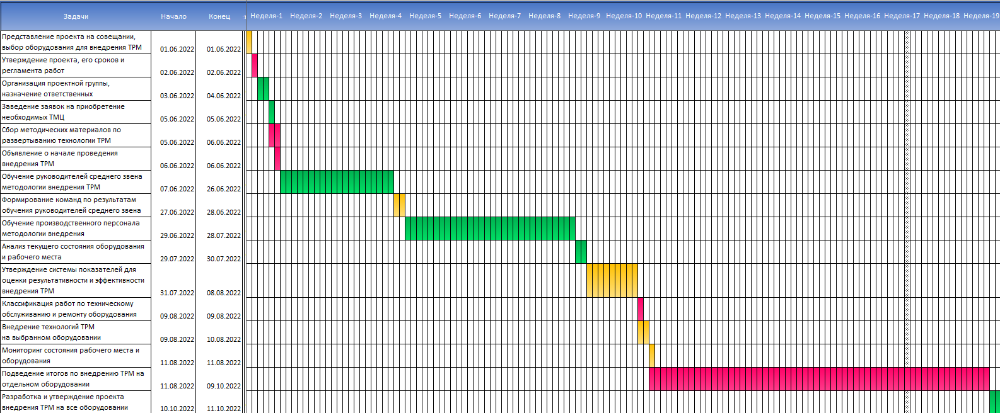 Задачи Начало Конец Неделя-1 Неделя-2 Неделя-3 Неделя-4 Неделя-5 Неделя-6 Неделя-7 Неделя-8 Неделя-9 Неделя-10 Неделя-11 Неделя-12 Неделя-13 Неделя-14 Неделя-15 Неделя-16 Неделя-17 Неделя-18 Неделя-19
Представление проекта на совещании,
выбор оборудования для внедрения ТРМ 01.06.2022 01.06.2022
Утверждение проекта, его сроков и
регламента работ 02.06.2022 02.06.2022
Организация проектной группы,
назначение ответственных 03.06.2022 04.06.2022
Заведение заявок на приобретение
необходимых ТМЦ 05.06.2022 05.06.2022
Сбор методических материалов по
развертыванию технологии ТРМ 05.06.2022 06.06.2022
Объявление о начале проведения
внедрения ТРМ 06.06.2022 06.06.2022
Обучение руководителей среднего звена
методологии внедрения ТРМ 07.06.2022 26.06.2022
Формирование команд по результатам
обучения руководителей среднего звена 27.06.2022 28.06.2022
Обучение производственного персонала
методологии внедрения 29.06.2022 28.07.2022
Анализ текущего состояния оборудования
и рабочего места 29.07.2022 30.07.2022
Утверждение системы показателей для
оценки результативности и эффективности
внедрения ТРМ 31.07.2022 08.08.2022
Классификация работ по техническому
обслуживанию и ремонту оборудования 09.08.2022 09.08.2022
Внедрение технологий ТРМ
на выбранном оборудовании 09.08.2022 10.08.2022
Мониторинг состояния рабочего места и
оборудования 11.08.2022 11.08.2022
Подведение итогов по внедрению ТРМ на
отдельном оборудовании 11.08.2022 09.10.2022
Разработка и утверждение проекта
внедрения ТРМ на все оборудовании 10.10.2022 11.10.2022